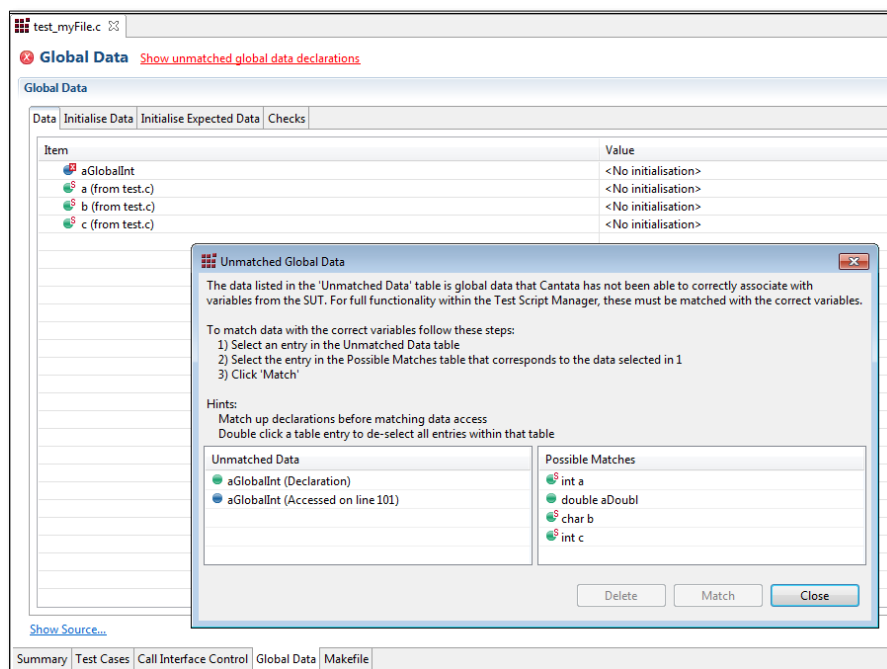 test_myFile.c
Global Data Show unmatched global data declarations
Global Data
Data Initialise Data Initialise Expected Data Checks
Item Value
aGlobalInt <No initialisation>
a (from test.c) <No initialisation>
b (from test.c) <No initialisation>
c (from test.c) <No initialisation>
Unmatched Global Data
The data listed in the 'Unmatched Data' table is global data that Cantata has not been able to correctly associate with
variables from the SUT. For full functionality within the Test Script Manager, these must be matched with the correct variables.
To match data with the correct variables follow these steps:
1) Select an entry in the Unmatched Data table
2) Select the entry in the Possible Matches table that corresponds to the data selected in 1
3) Click 'Match'
Hints:
Match up declarations before matching data access
Double click a table entry to de-select all entries within that table
Unmatched Data Possible Matches
aGlobalInt (Declaration) S int a
aGlobalInt (Accessed on line 101) double aDoubl
S char b
S int c
Delete Match Close
Show Source...
Summary Test Cases Call Interface Control Global Data Makefile